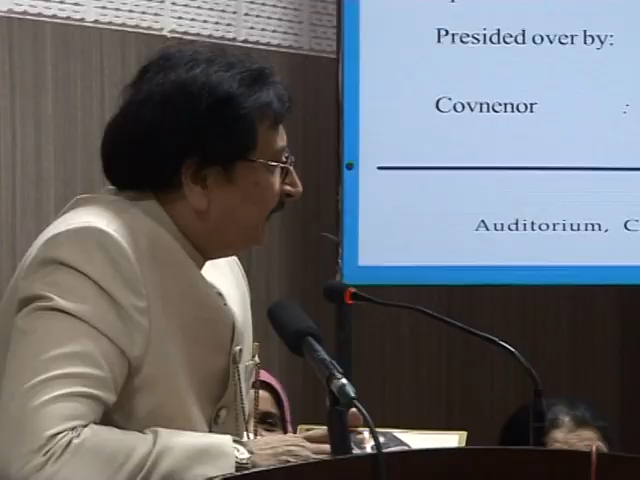 Presided over by:
Covnenor :
Auditorium, C